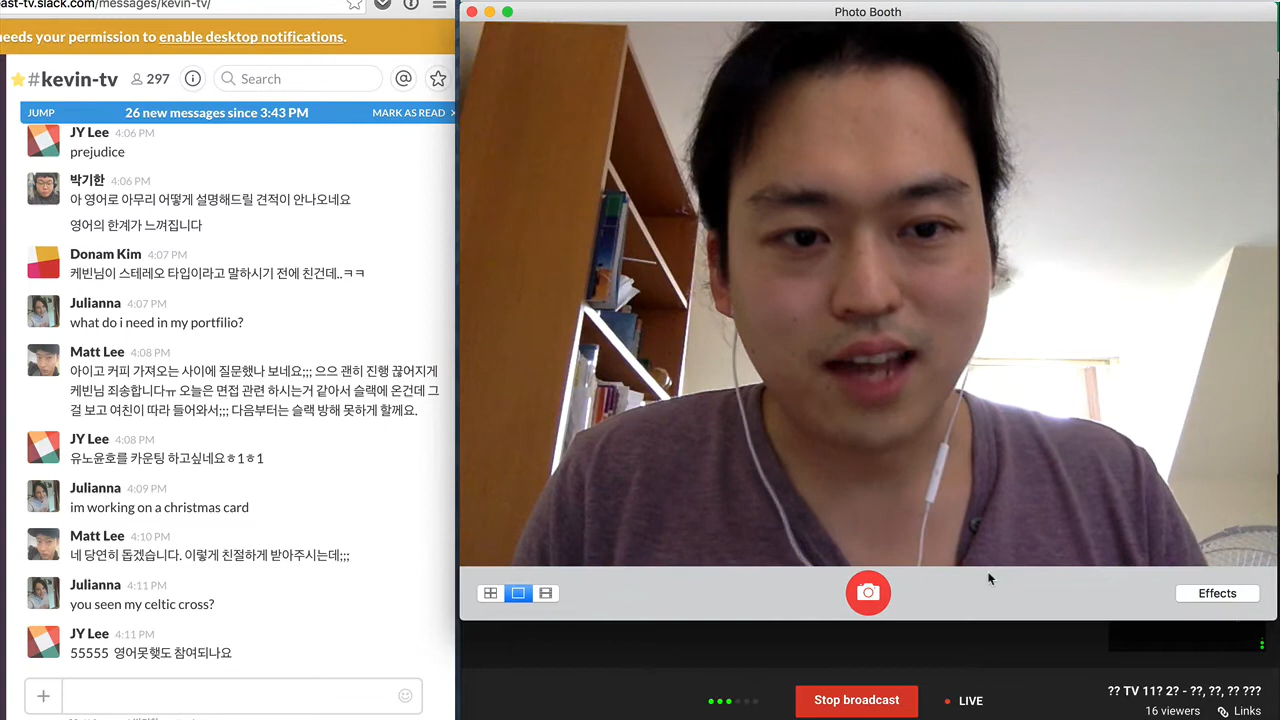 ast-tv.slack.com/messages/kevin-tv/
eeds your permission to enable desktop notifications.
#kevin-tv
297
Search
JUMP
26 new messages since 3:43 PM
MARK AS READ
JY Lee 4:06 PM
prejudice
박기한 4:06 PM
아 영어로 아무리 어떻게 설명해드릴 견적이 안나오네요
영어의 한계가 느껴집니다
Donam Kim 4:07 PM
케빈님이 스테레오 타입이라고 말하시기 전에 친건데..ㅋㅋ
Julianna 4:07 PM
what do i need in my portfilio?
Matt Lee 4:08 PM
아이고 커피 가져오는 사이에 질문했나 보네요;;; 으으 괜히 진행 끊어지게
케빈님 죄송합니다ㅠ 오늘은 면접 관련 하시는거 같아서 슬랙에 온건데 그
걸 보고 여친이 따라 들어와서;;; 다음부터는 슬랙 방해 못하게 할께요.
JY Lee 4:08 PM
유노윤호를 카운팅 하고싶네요ㅎ1ㅎ1
Julianna 4:09 PM
im working on a christmas card
Matt Lee 4:10 PM
네 당연히 돕겠습니다. 이렇게 친절하게 받아주시는데;;;
Julianna 4:11 PM
you seen my celtic cross?
JY Lee 4:11 PM
55555 영어못햊도 참여되나요
Photo Booth
Effects
Stop broadcast
LIVE
?? TV 11? 2? - ??, ??, ?? ???
16 viewers
Links